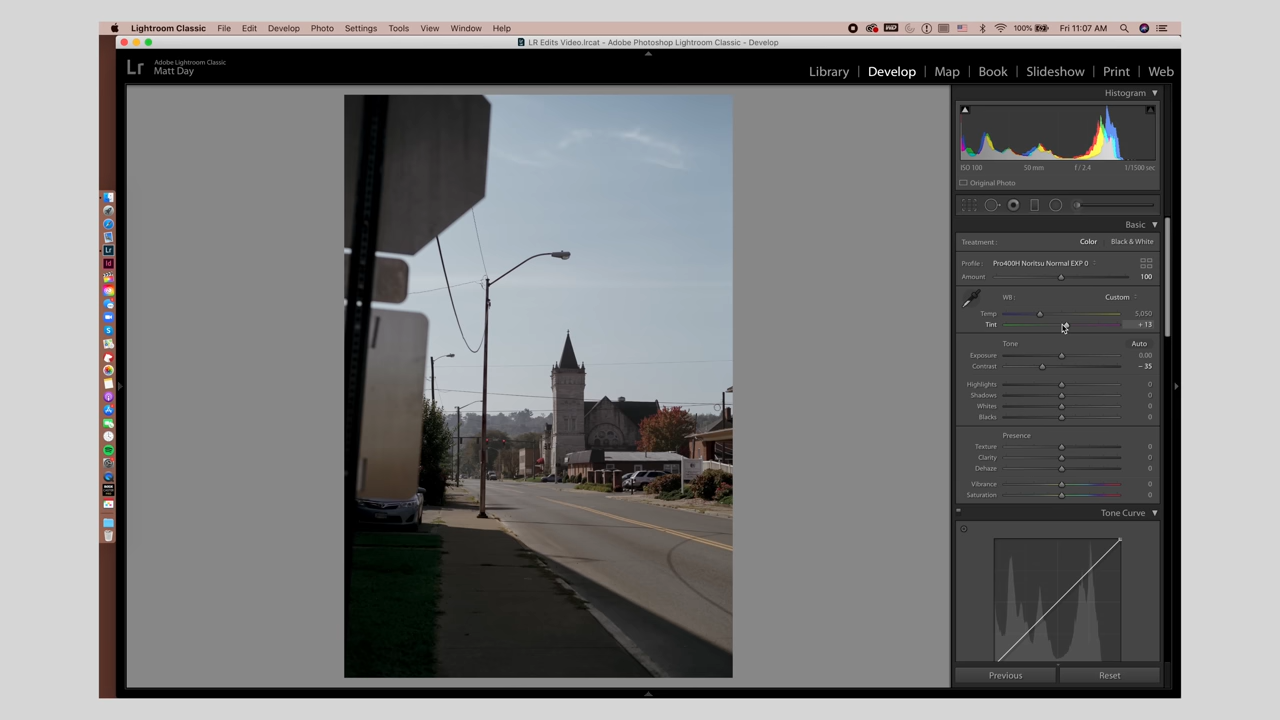 Lightroom Classic File Edit Develop Photo Settings Tools View Window Help 100% Fri 11:07 AM
LR Edits Video.lrcat - Adobe Photoshop Lightroom Classic - Develop
Lr
Adobe Lightroom Classic
Matt Day
Library | Develop | Map | Book | Slideshow | Print | Web
Histogram
ISO 100 50 mm f / 2.4 1/1500 sec
Original Photo
Basic
Treatment : Color Black & White
Profile : Pro400H Noritsu Normal EXP 0
Amount 100
WB : Custom
Temp 5,050
Tint + 13
Tone Auto
Exposure 0.00
Contrast − 35
Highlights 0
Shadows 0
Whites 0
Blacks 0
Presence
Texture 0
Clarity 0
Dehaze 0
Vibrance 0
Saturation 0
Tone Curve
Previous Reset